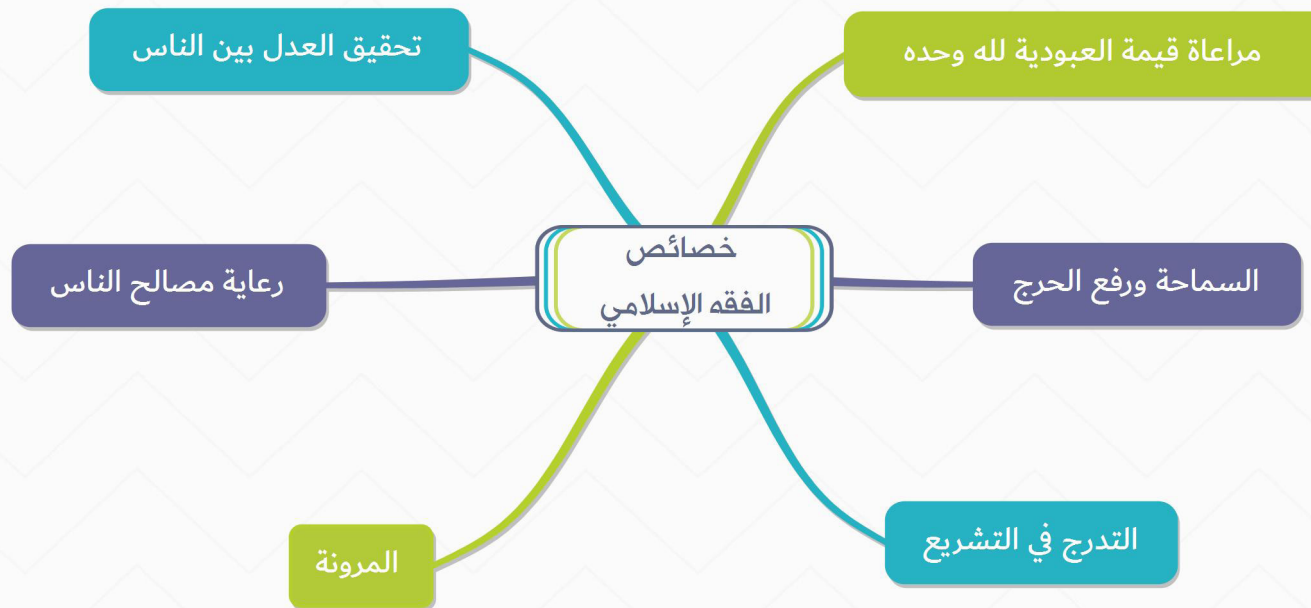 خصائص
الفقه الإسلامي
مراعاة قيمة العبودية لله وحده
السماحة ورفع الحرج
التدرج في التشريع
تحقيق العدل بين الناس
رعاية مصالح الناس
المرونة